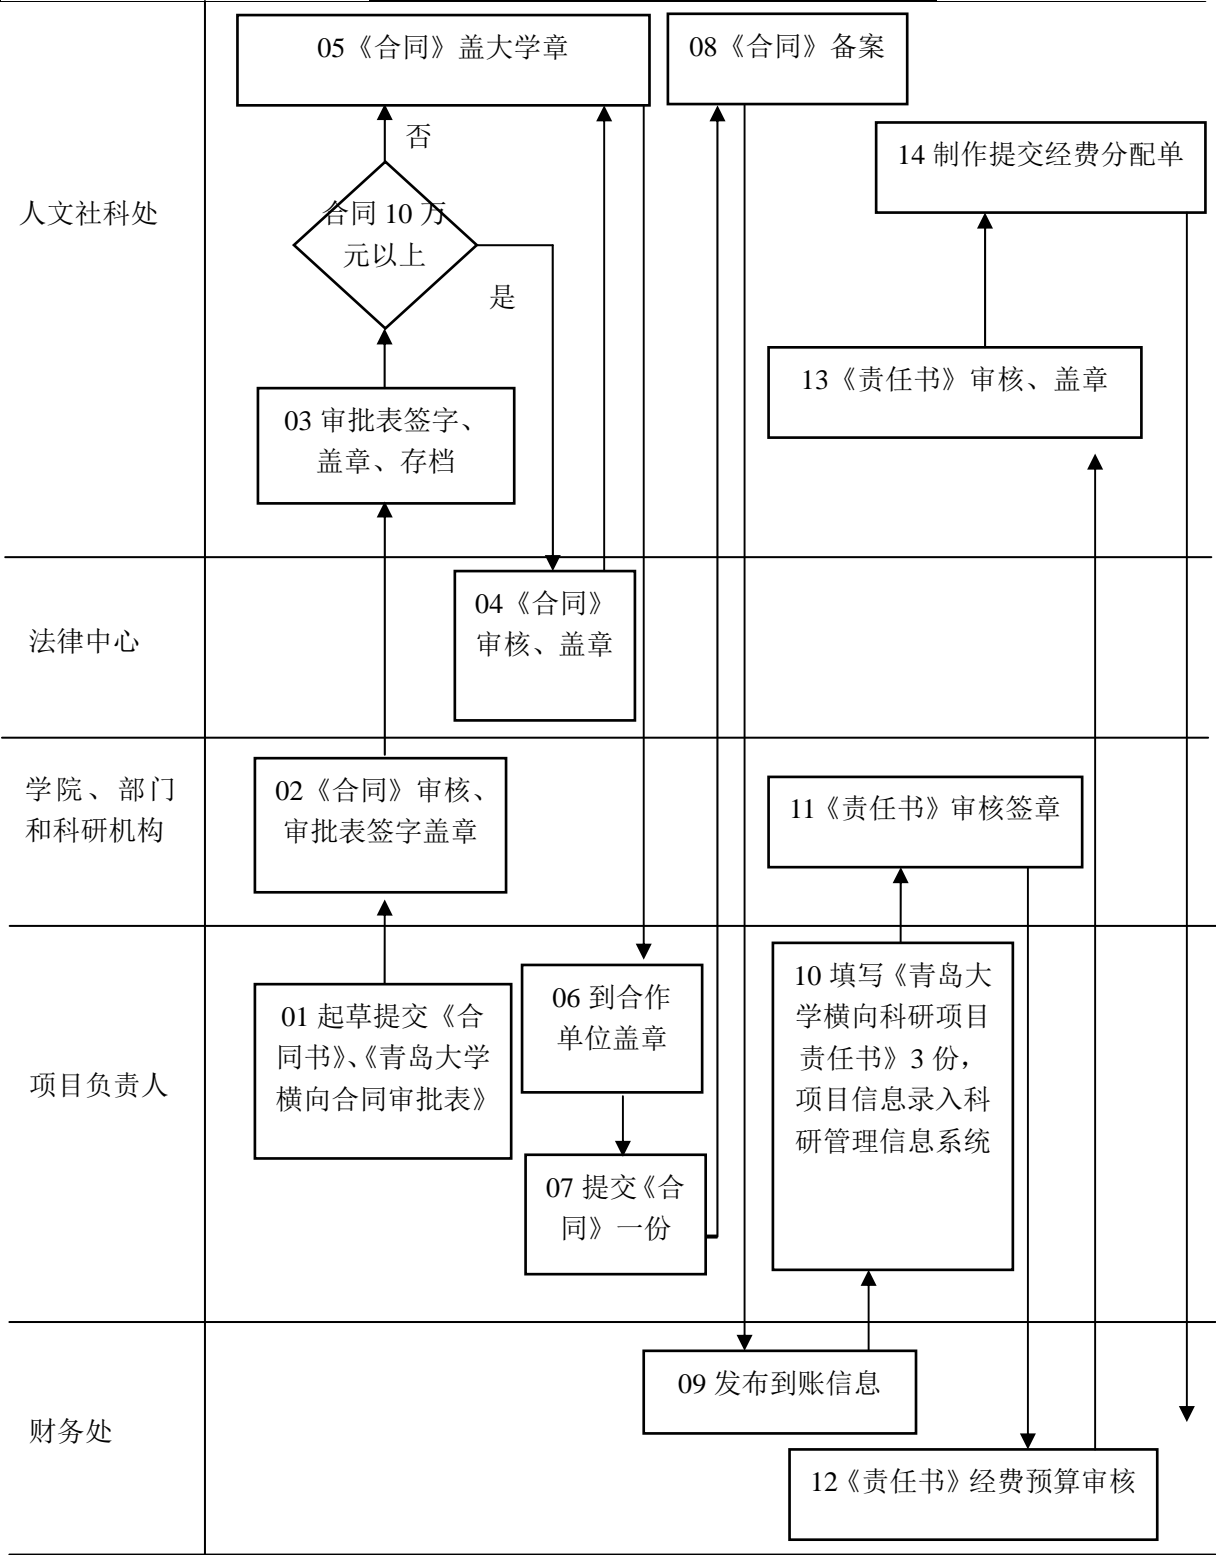 05《合同》盖大学章
08《合同》备案
否
14 制作提交经费分配单
人文社科处
合同 10 万
元以上
是
13《责任书》审核、盖章
03 审批表签字、
盖章、存档
04《合同》
审核、盖章
法律中心
学院、部门
和科研机构
02《合同》审核、
审批表签字盖章
11《责任书》审核签章
01 起草提交《合
同书》、《青岛大学
横向合同审批表》
06 到合作
单位盖章
10 填写《青岛大
学横向科研项目
责任书》3 份，
项目信息录入科
研管理信息系统
项目负责人
07 提交《合
同》一份
09 发布到账信息
财务处
12《责任书》经费预算审核